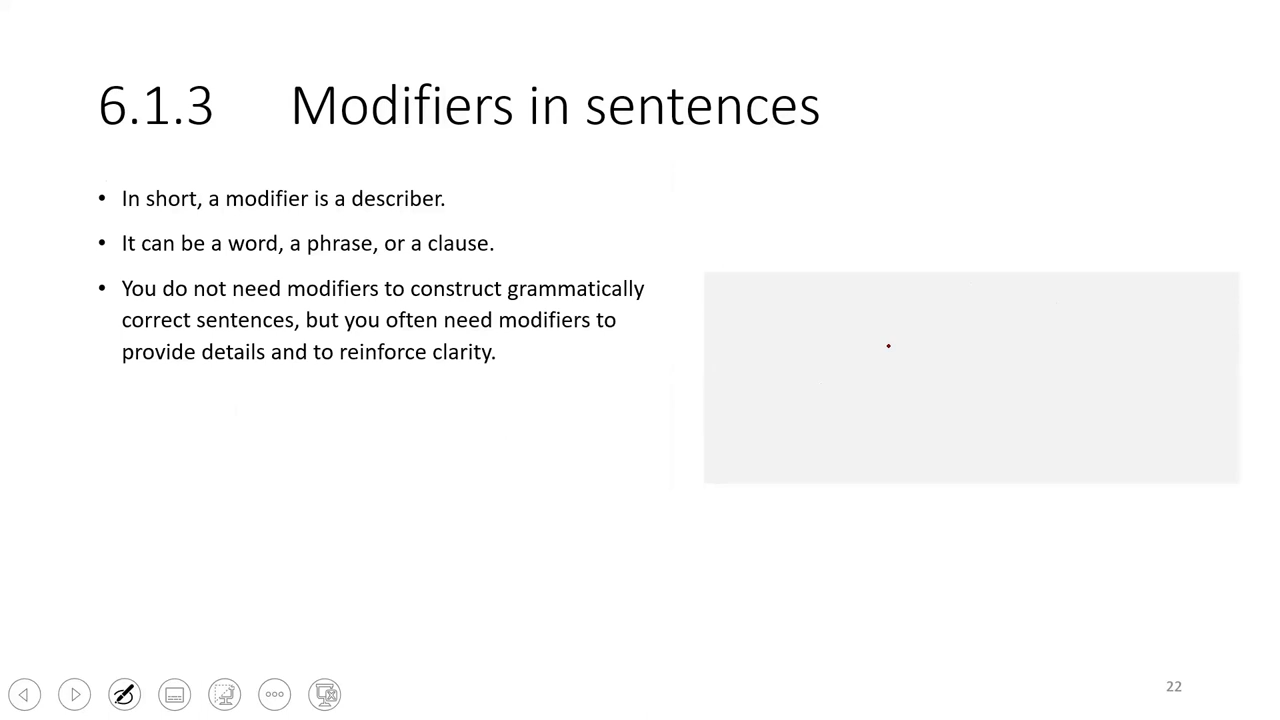 6.1.3 Modifiers in sentences
• In short, a modifier is a describer.
• It can be a word, a phrase, or a clause.
• You do not need modifiers to construct grammatically
correct sentences, but you often need modifiers to
provide details and to reinforce clarity.
22